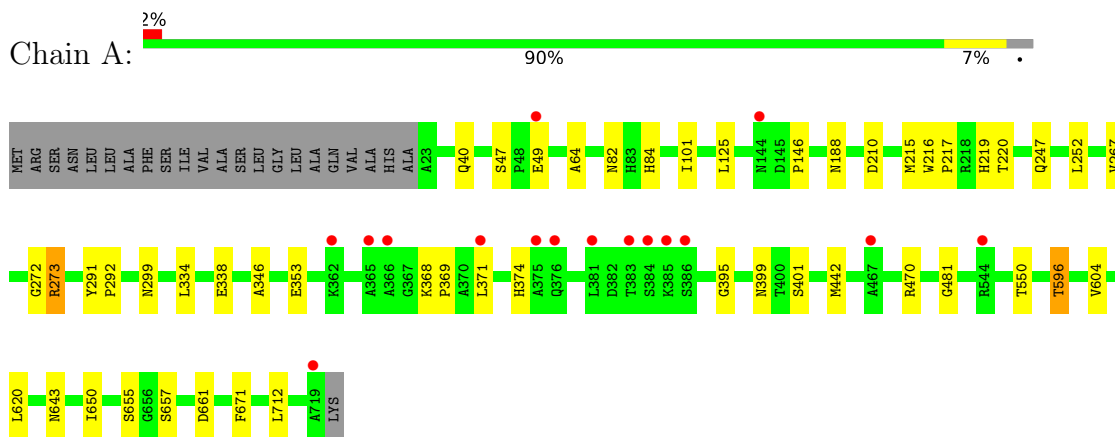 2%
Chain A:
90% 7% •
MET ARG SER ASN LEU LEU ALA PHE SER ILE VAL ALA SER LEU GLY LEU ALA GLN VAL ALA HIS ALA A23 Q40 S47 P48 E49 A64 N82 H83 H84 I101 L125 N144 D145 P146 N188 D210 M215 W216 P217 R218 H219 T220 Q247 L252 V267
G272 R273 Y291 P292 N299 L334 E338 A346 E353 K362 A365 A366 G367 K368 P369 A370 L371 H374 A375 Q376 L381 D382 T383 S384 K385 S386 G395 N399 T400 S401 M442 A467 R470 G481 R544 T550 T596 V604
L620 N643 I650 S655 G656 S657 D661 F671 L712 A719 LYS